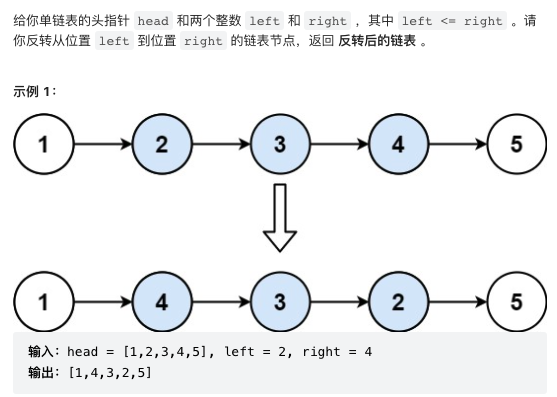 给你单链表的头指针 head 和两个整数 left 和 right ，其中 left <= right 。请
你反转从位置 left 到位置 right 的链表节点，返回 反转后的链表 。
示例 1：
1 2 3 4 5
1 4 3 2 5
输入：head = [1,2,3,4,5], left = 2, right = 4
输出：[1,4,3,2,5]